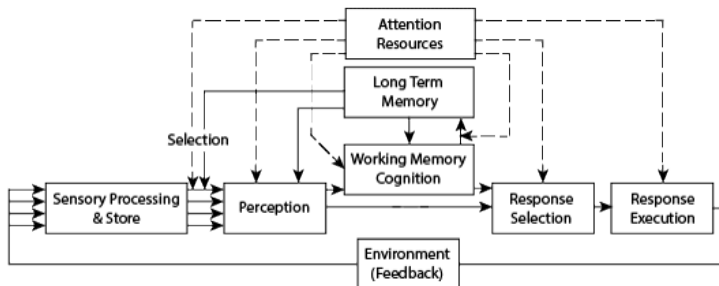 Attention
Resources
Long Term
Memory
Selection
Working Memory
Cognition
Sensory Processing
& Store
Perception
Response
Selection
Response
Execution
Environment
(Feedback)